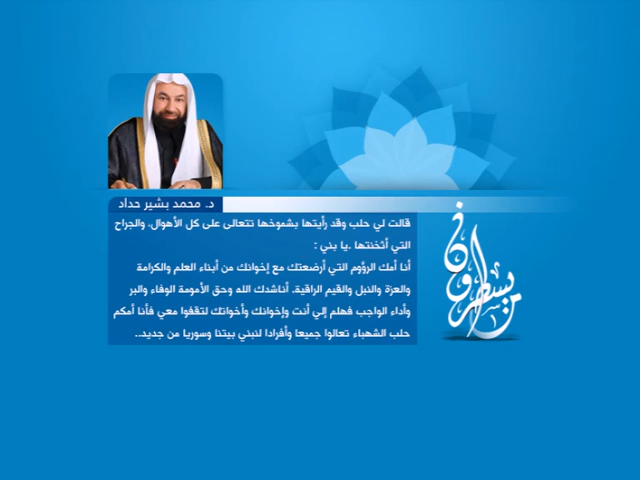 د. محمد بشير حداد
قالت لي حلب وقد رأيتها بشموخها تتعالى على كل الأهوال، والجراح
التي أثخنتها .يا بني :
أنا أمك الرؤوم التي أرضعتك مع إخوانك من أبناء العلم والكرامة
والعزة والنبل والقيم الراقية، أناشدك الله وحق الأمومة الوفاء والبر
وأداء الواجب فهلم إلي أنت وإخوانك وأخواتك لتقفوا معي فأنا أمكم
حلب الشهباء تعالوا جميعا وأفرادا لنبني بيتنا وسوريا من جديد..